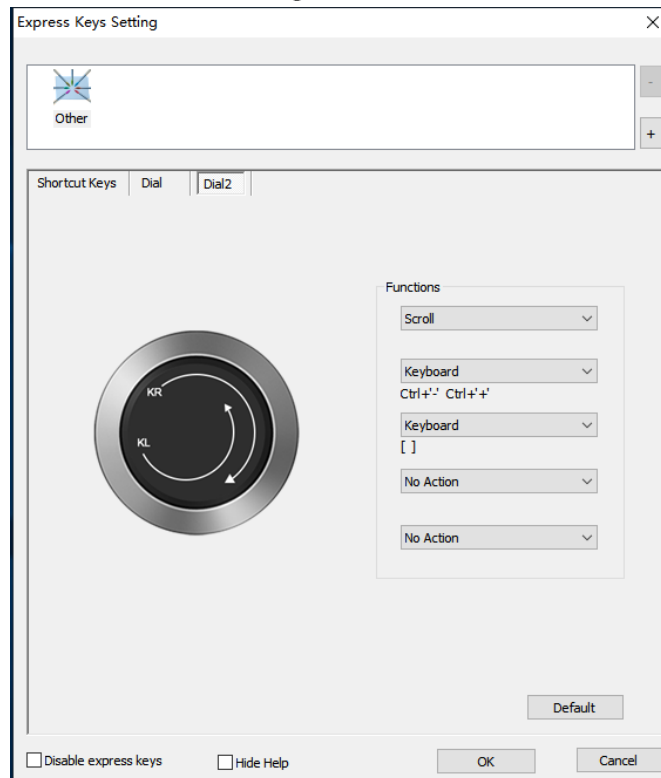 Express Keys Setting
Other
-
+
Shortcut Keys Dial Dial2
Functions
Scroll
Keyboard
Ctrl+'-' Ctrl+'+'
Keyboard
[ ]
No Action
No Action
KR
KL
Default
Disable express keys Hide Help OK Cancel